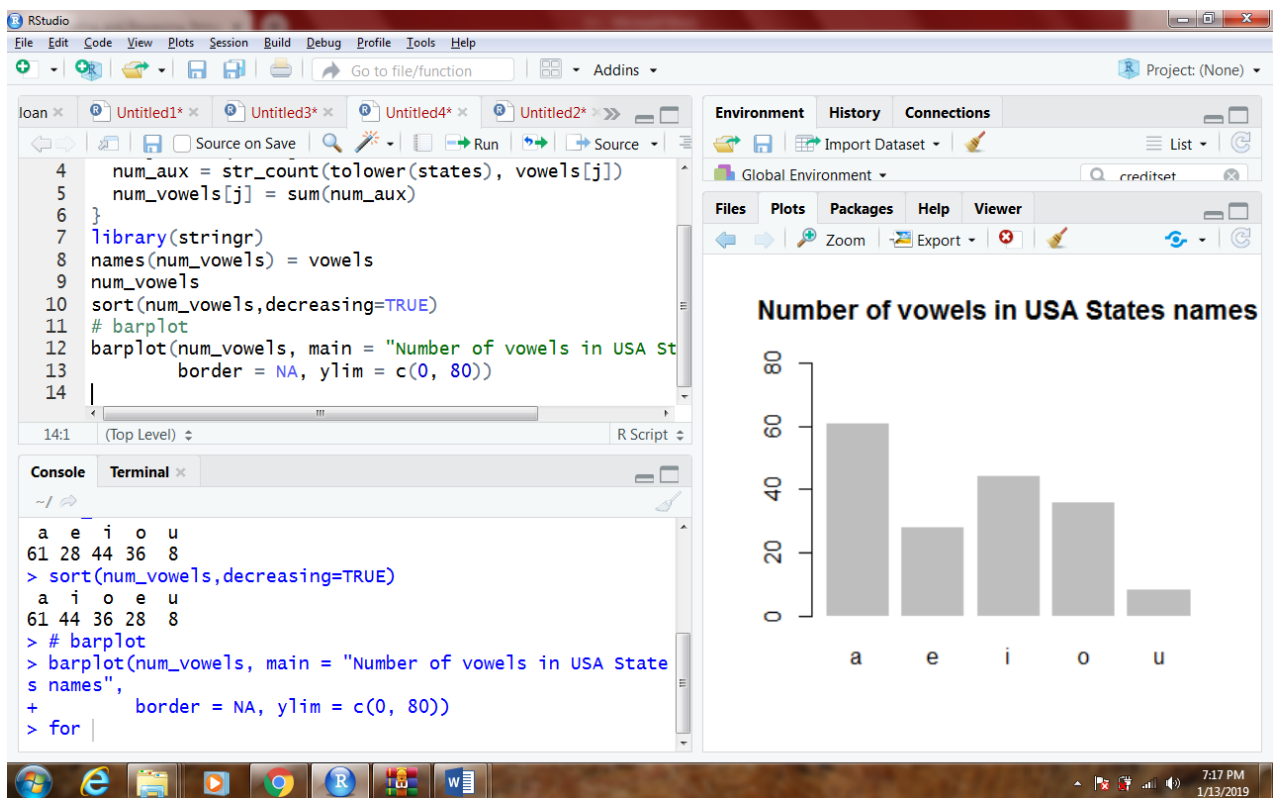 RStudio
File Edit Code View Plots Session Build Debug Profile Tools Help
Go to file/function Addins Project: (None)
loan Untitled1* Untitled3* Untitled4* Untitled2*
Source on Save Run Source
4 num_aux = str_count(tolower(states), vowels[j])
5 num_vowels[j] = sum(num_aux)
6 }
7 library(stringr)
8 names(num_vowels) = vowels
9 num_vowels
10 sort(num_vowels,decreasing=TRUE)
11 # barplot
12 barplot(num_vowels, main = "Number of vowels in USA St
13 border = NA, ylim = c(0, 80))
14
14:1 (Top Level) R Script
Console Terminal
~/
a e i o u
61 28 44 36 8
> sort(num_vowels,decreasing=TRUE)
a i o e u
61 44 36 28 8
> # barplot
> barplot(num_vowels, main = "Number of vowels in USA State
s names",
+ border = NA, ylim = c(0, 80))
> for
Environment History Connections
Import Dataset List
Global Environment creditset
Files Plots Packages Help Viewer
Zoom Export
Number of vowels in USA States names
80
60
40
20
0
a e i o u
7:17 PM
1/13/2019